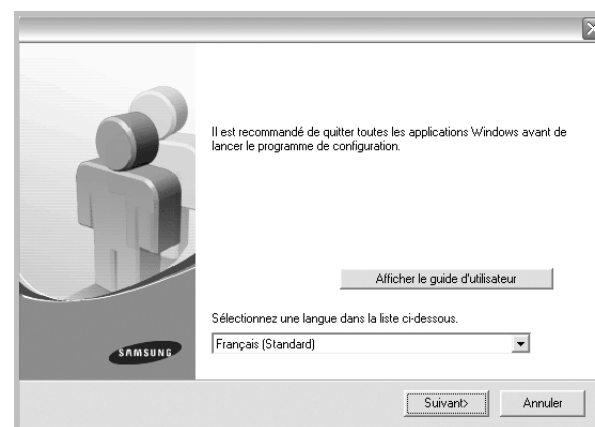 Il est recommandé de quitter toutes les applications Windows avant de
lancer le programme de configuration.
Afficher le guide d'utilisateur
Sélectionnez une langue dans la liste ci-dessous.
SAMSUNG
Français (Standard)
Suivant>
Annuler